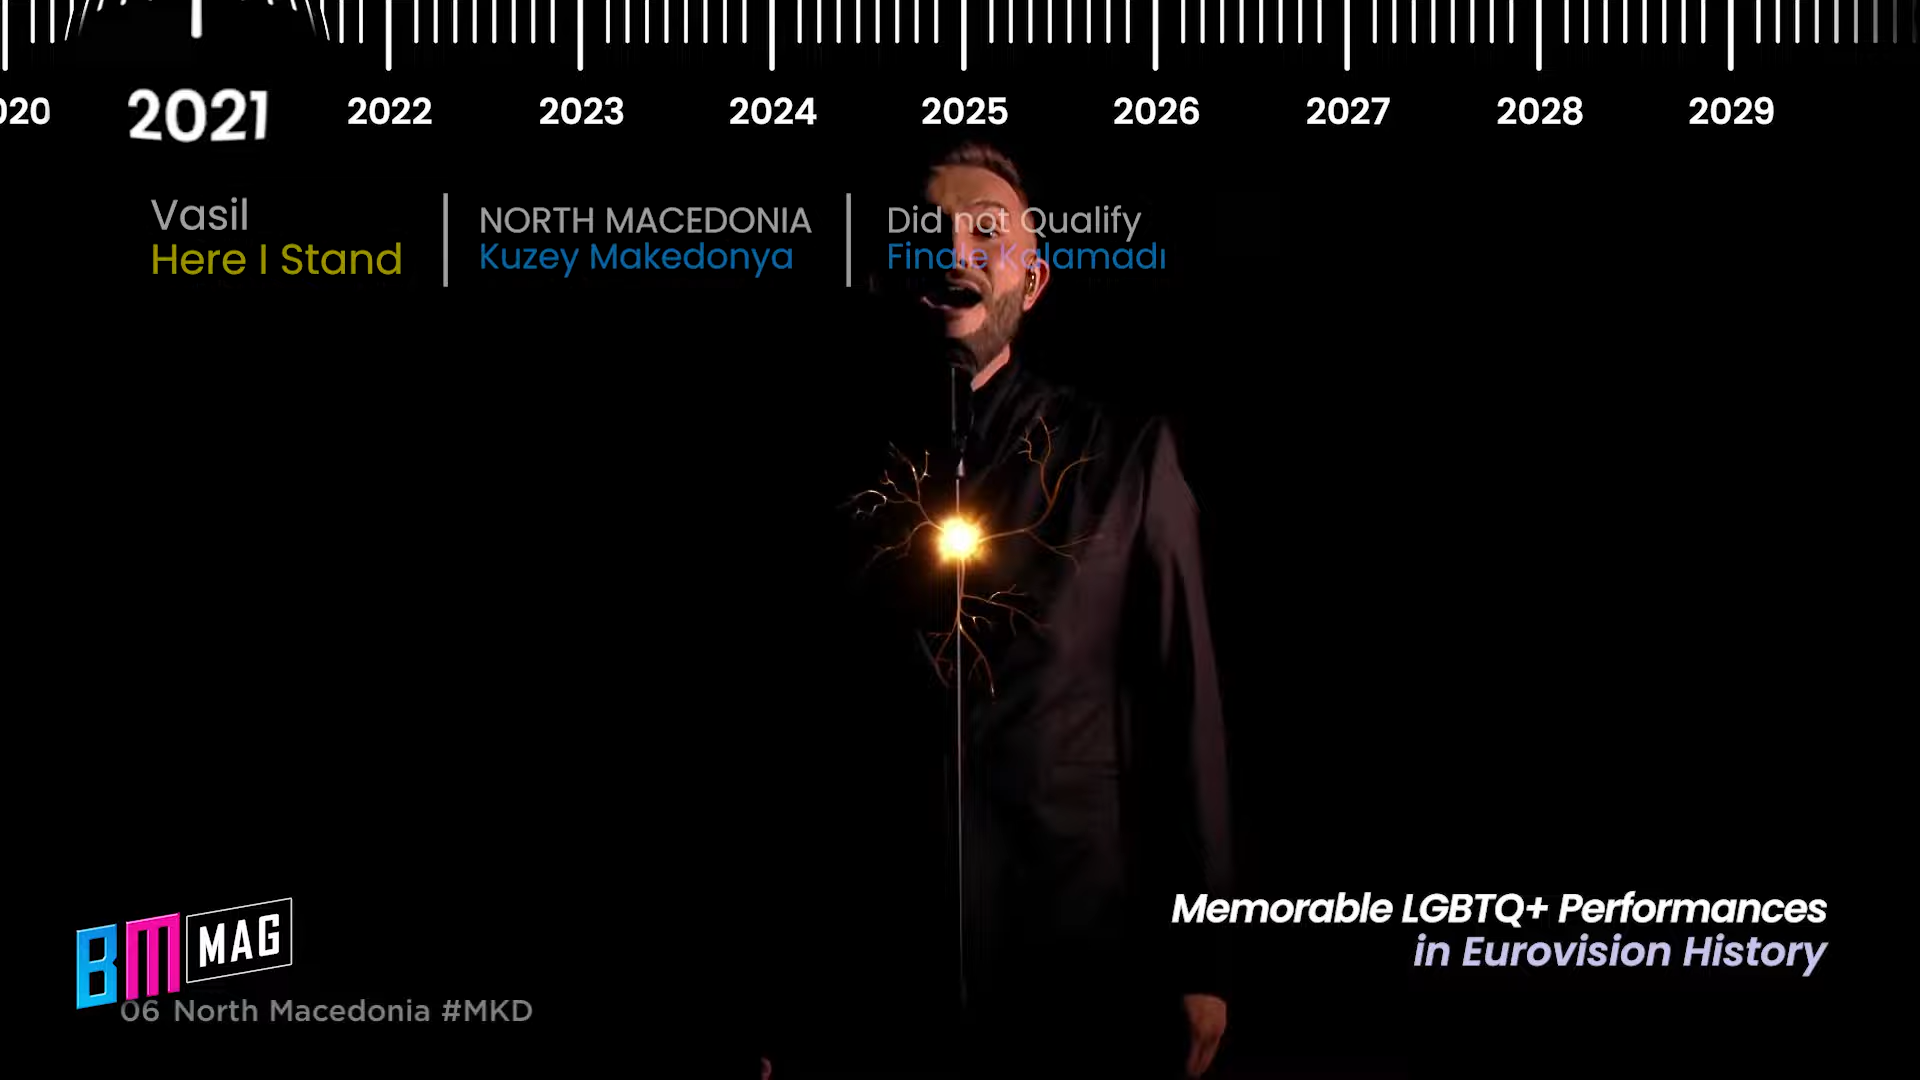 020 2021 2022 2023 2024 2025 2026 2027 2028 2029
Vasil
Here I Stand
NORTH MACEDONIA
Kuzey Makedonya
Did not Qualify
Finale Kalamadı
BM MAG
06 North Macedonia #MKD
Memorable LGBTQ+ Performances
in Eurovision History